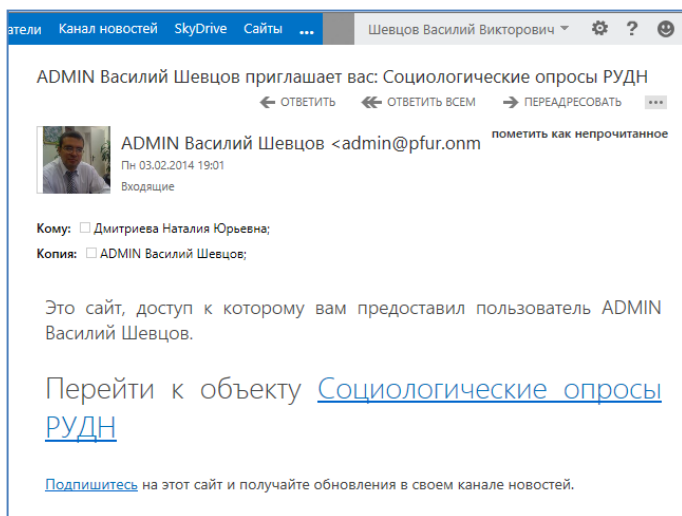 атели Канал новостей SkyDrive Сайты ... Шевцов Василий Викторович
ADMIN Василий Шевцов приглашает вас: Социологические опросы РУДН
ОТВЕТИТЬ ОТВЕТИТЬ ВСЕМ ПЕРЕАДРЕСОВАТЬ ...
ADMIN Василий Шевцов <admin@pfur.onm пометить как непрочитанное
Пн 03.02.2014 19:01
Входящие
Кому: Дмитриева Наталия Юрьевна;
Копия: ADMIN Василий Шевцов;
Это сайт, доступ к которому вам предоставил пользователь ADMIN
Василий Шевцов.
Перейти к объекту Социологические опросы
РУДН
Подпишитесь на этот сайт и получайте обновления в своем канале новостей.